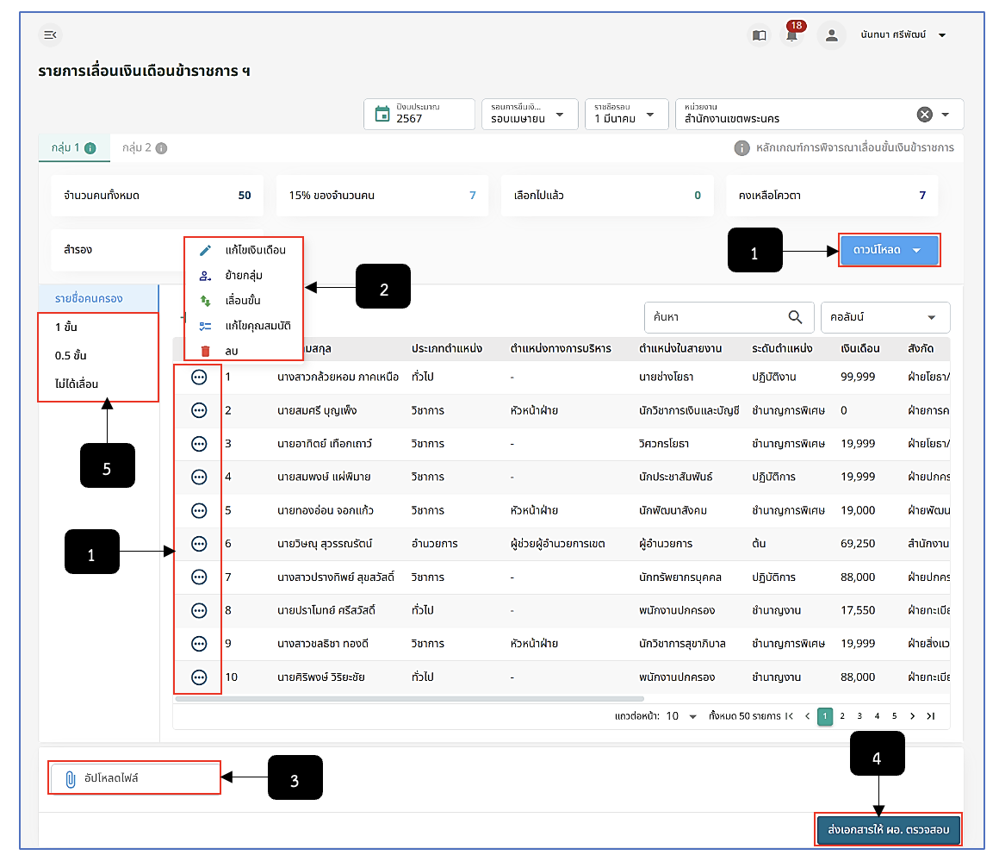 18
นันทนา ศรีพัฒน์
รายการเลื่อนเงินเดือนข้าราชการ ฯ
ปีงบประมาณ
2567
รอบการขึ้นเงิ...
รอบเมษายน
ราชชื่อรอบ
1 มีนาคม
หน่วยงาน
สำนักงานเขตพระนคร
กลุ่ม 1
กลุ่ม 2
หลักเกณฑ์การพิจารณาเลื่อนขั้นเงินข้าราชการ
จำนวนคนทั้งหมด 50
15% ของจำนวนคน 7
เลือกไปแล้ว 0
คงเหลือโควตา 7
สำรอง
1
ดาวน์โหลด
แก้ไขเงินเดือน
ย้ายกลุ่ม
เลื่อนขั้น
แก้ไขคุณสมบัติ
ลบ
2
รายชื่อคนครอง
1 ขั้น
0.5 ขั้น
ไม่ได้เลื่อน
5
ค้นหา
คอลัมน์
มสกุล ประเภทตำแหน่ง ตำแหน่งทางการบริหาร ตำแหน่งในสายงาน ระดับตำแหน่ง เงินเดือน สังกัด
1 นางสาวกล้วยหอม ภาคเหนือ ทั่วไป - นายช่างโยธา ปฏิบัติงาน 99,999 ฝ่ายโยธา/
2 นายสมศรี บุญเพ็ง วิชาการ หัวหน้าฝ่าย นักวิชาการเงินและบัญชี ชำนาญการพิเศษ 0 ฝ่ายการค
3 นายอาทิตย์ เทือกเถาว์ วิชาการ - วิศวกรโยธา ชำนาญการพิเศษ 19,999 ฝ่ายโยธา/
4 นายสมพงษ์ แผ่พิมาย วิชาการ - นักประชาสัมพันธ์ ปฏิบัติการ 19,999 ฝ่ายปกคร
5 นายทองอ่อน จอกแก้ว วิชาการ หัวหน้าฝ่าย นักพัฒนาสังคม ชำนาญการพิเศษ 19,000 ฝ่ายพัฒน
6 นายวิษณุ สุวรรณรัตน์ อำนวยการ ผู้ช่วยผู้อำนวยการเขต ผู้อำนวยการ ต้น 69,250 สำนักงาน
7 นางสาวปรางทิพย์ สุขสวัสดิ์ วิชาการ - นักทรัพยากรบุคคล ปฏิบัติการ 88,000 ฝ่ายปกคร
8 นายปราโมทย์ ศรีสวัสดิ์ ทั่วไป - พนักงานปกครอง ชำนาญงาน 17,550 ฝ่ายทะเบีย
9 นางสาวชลธิชา ทองดี วิชาการ หัวหน้าฝ่าย นักวิชาการสุขาภิบาล ชำนาญการพิเศษ 19,999 ฝ่ายสิ่งแว
10 นายศิริพงษ์ วิริยะชัย ทั่วไป - พนักงานปกครอง ชำนาญงาน 88,000 ฝ่ายทะเบีย
1
แถวต่อหน้า: 10 ทั้งหมด 50 รายการ 1 2 3 4 5
อัปโหลดไฟล์
3
4
ส่งเอกสารให้ ผอ. ตรวจสอบ